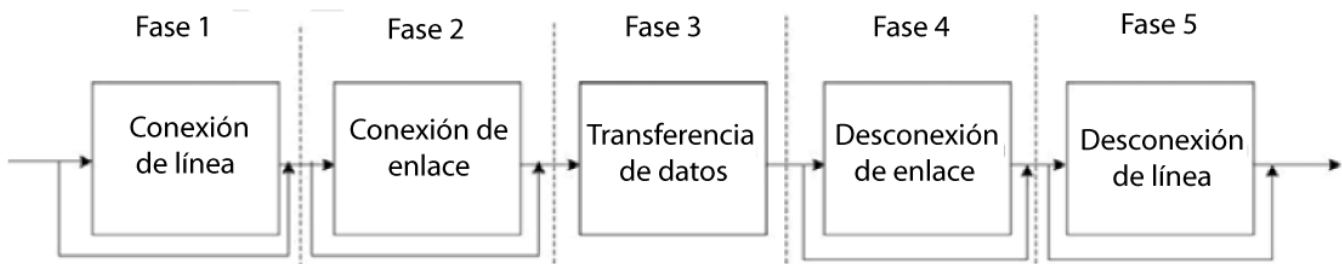 Fase 1
Fase 2
Fase 3
Fase 4
Fase 5
Conexión
de línea
Conexión de
enlace
Transferencia
de datos
Desconexión
de enlace
Desconexión
de línea